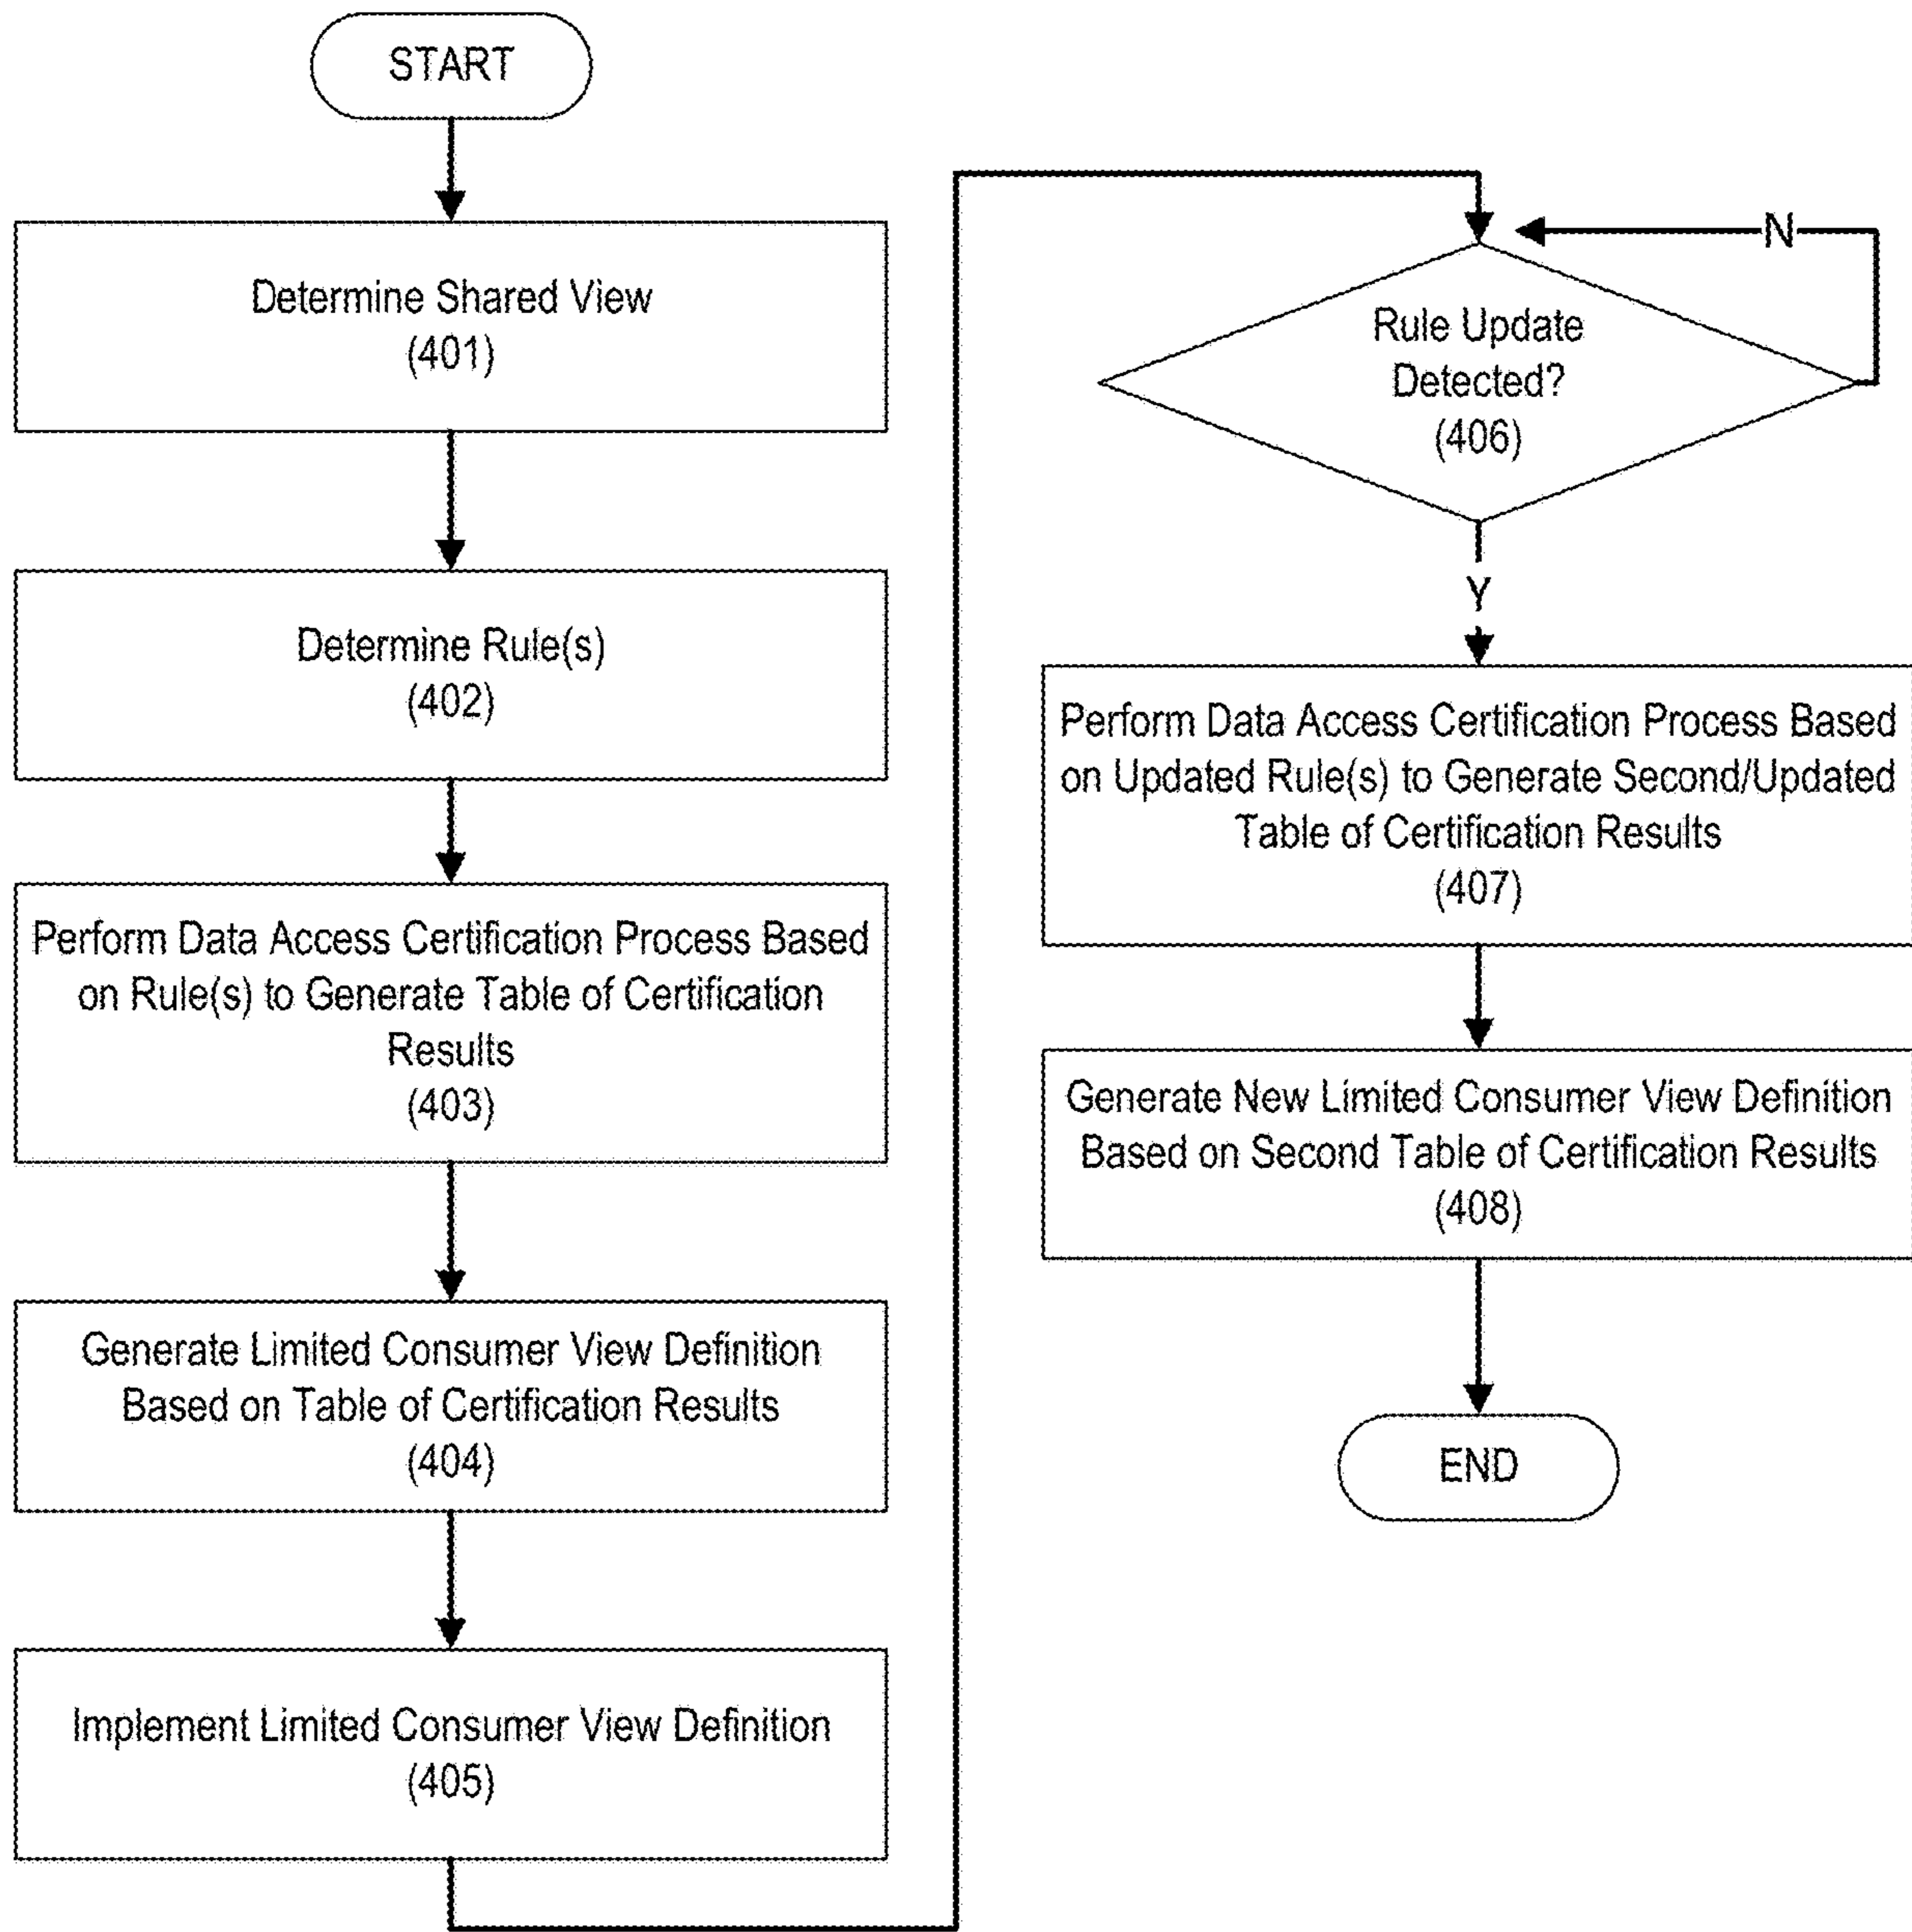 START
Determine Shared View
(401)
Determine Rule(s)
(402)
Perform Data Access Certification Process Based
on Rule(s) to Generate Table of Certification
Results
(403)
Generate Limited Consumer View Definition
Based on Table of Certification Results
(404)
Implement Limited Consumer View Definition
(405)
N
Rule Update
Detected?
(406)
Y
Perform Data Access Certification Process Based
on Updated Rule(s) to Generate Second/Updated
Table of Certification Results
(407)
Generate New Limited Consumer View Definition
Based on Second Table of Certification Results
(408)
END